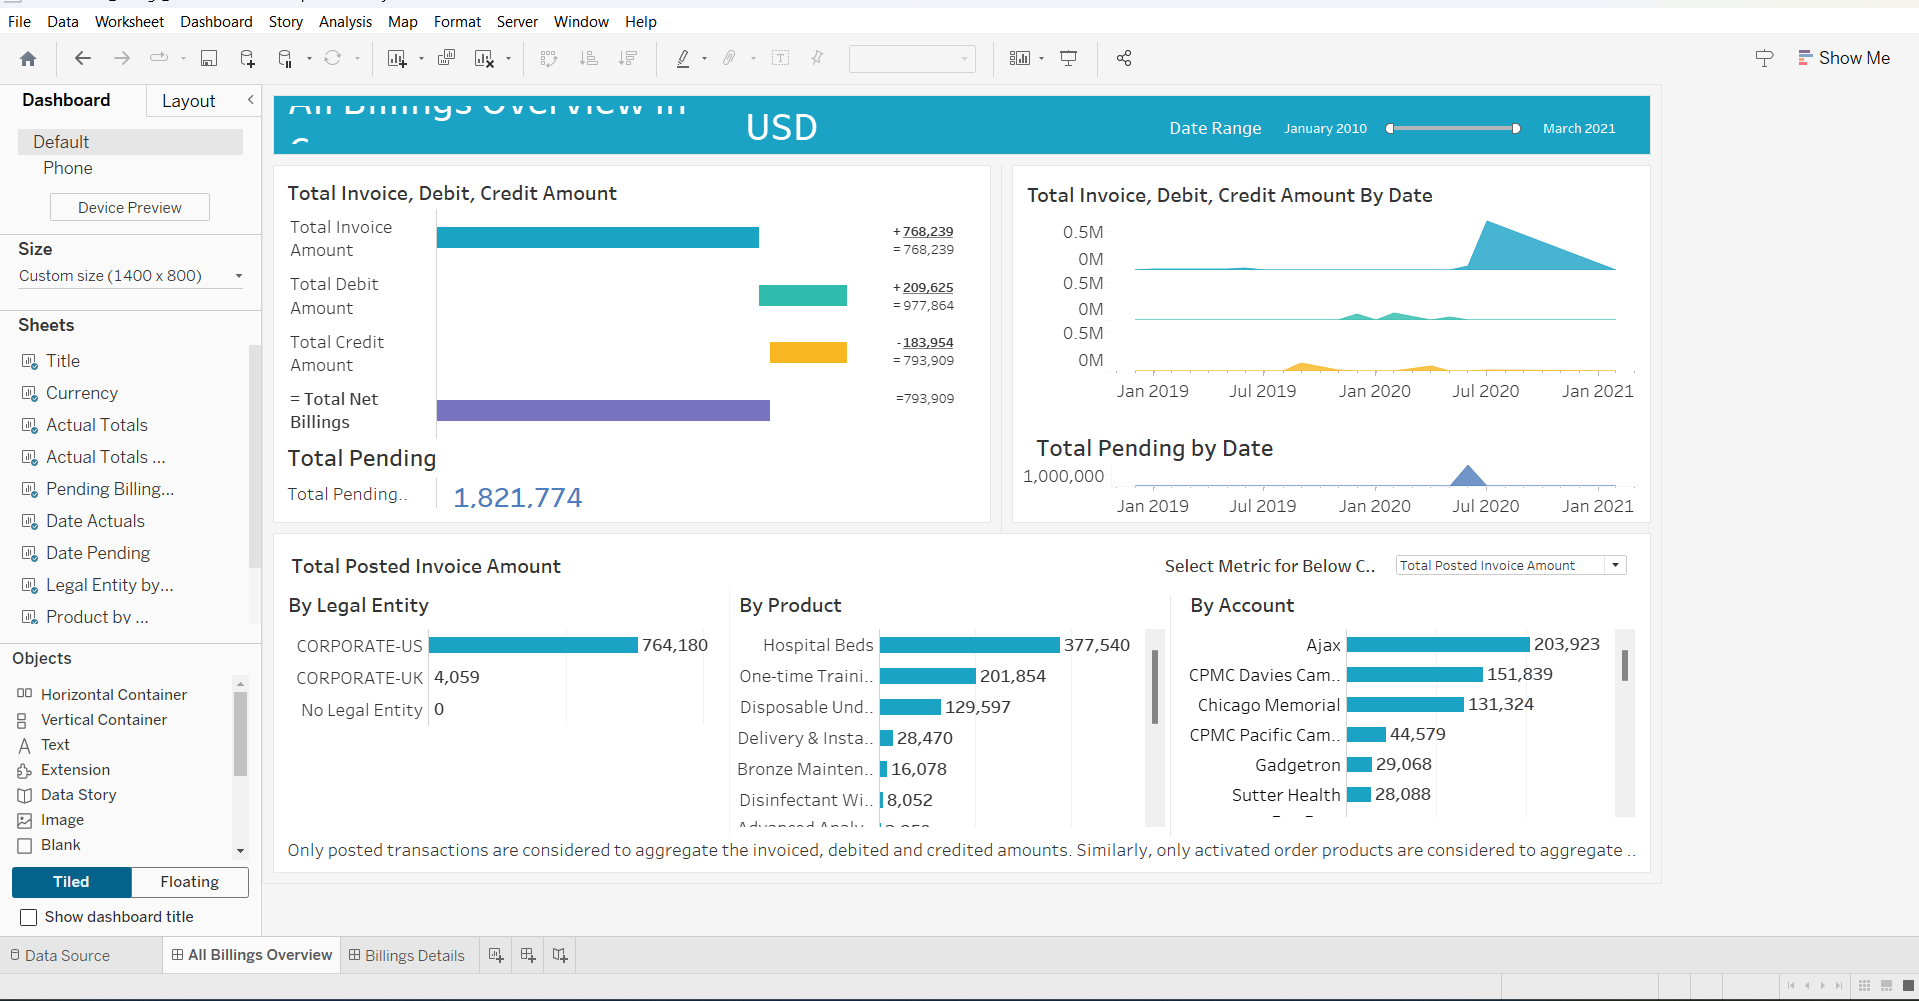 File Data Worksheet Dashboard Story Analysis Map Format Server Window Help
Show Me
Dashboard Layout
Default
Phone
Device Preview
Size
Custom size (1400 x 800)
Sheets
Title
Currency
Actual Totals
Actual Totals ...
Pending Billing...
Date Actuals
Date Pending
Legal Entity by...
Product by ...
Objects
Horizontal Container
Vertical Container
Text
Extension
Data Story
Image
Blank
Tiled Floating
Show dashboard title
All Billings Overview in
USD
Date Range January 2010 March 2021
Total Invoice, Debit, Credit Amount
Total Invoice
Amount
+768,239
= 768,239
Total Debit
Amount
+209,625
= 977,864
Total Credit
Amount
-183,954
= 793,909
= Total Net
Billings
=793,909
Total Pending
Total Pending.. 1,821,774
Total Invoice, Debit, Credit Amount By Date
0.5M
0M
0.5M
0M
0.5M
0M
Jan 2019 Jul 2019 Jan 2020 Jul 2020 Jan 2021
Total Pending by Date
1,000,000
Jan 2019 Jul 2019 Jan 2020 Jul 2020 Jan 2021
Total Posted Invoice Amount
Select Metric for Below C.. Total Posted Invoice Amount
By Legal Entity
CORPORATE-US 764,180
CORPORATE-UK 4,059
No Legal Entity 0
By Product
Hospital Beds 377,540
One-time Traini.. 201,854
Disposable Und.. 129,597
Delivery & Insta.. 28,470
Bronze Mainten.. 16,078
Disinfectant Wi.. 8,052
By Account
Ajax 203,923
CPMC Davies Cam.. 151,839
Chicago Memorial 131,324
CPMC Pacific Cam.. 44,579
Gadgetron 29,068
Sutter Health 28,088
Only posted transactions are considered to aggregate the invoiced, debited and credited amounts. Similarly, only activated order products are considered to aggregate ..
Data Source All Billings Overview Billings Details